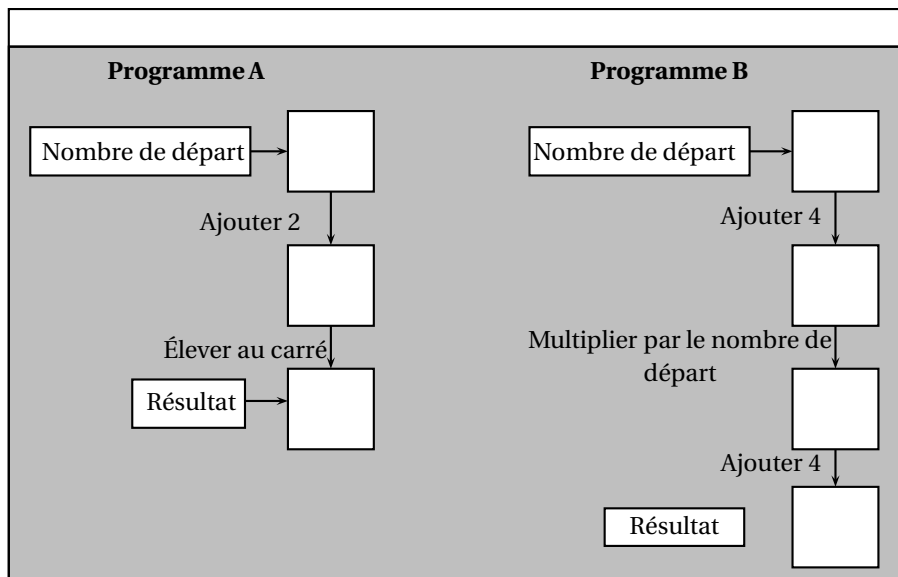 Programme A
Nombre de départ
Ajouter 2
Élever au carré
Résultat
Programme B
Nombre de départ
Ajouter 4
Multiplier par le nombre de
départ
Ajouter 4
Résultat